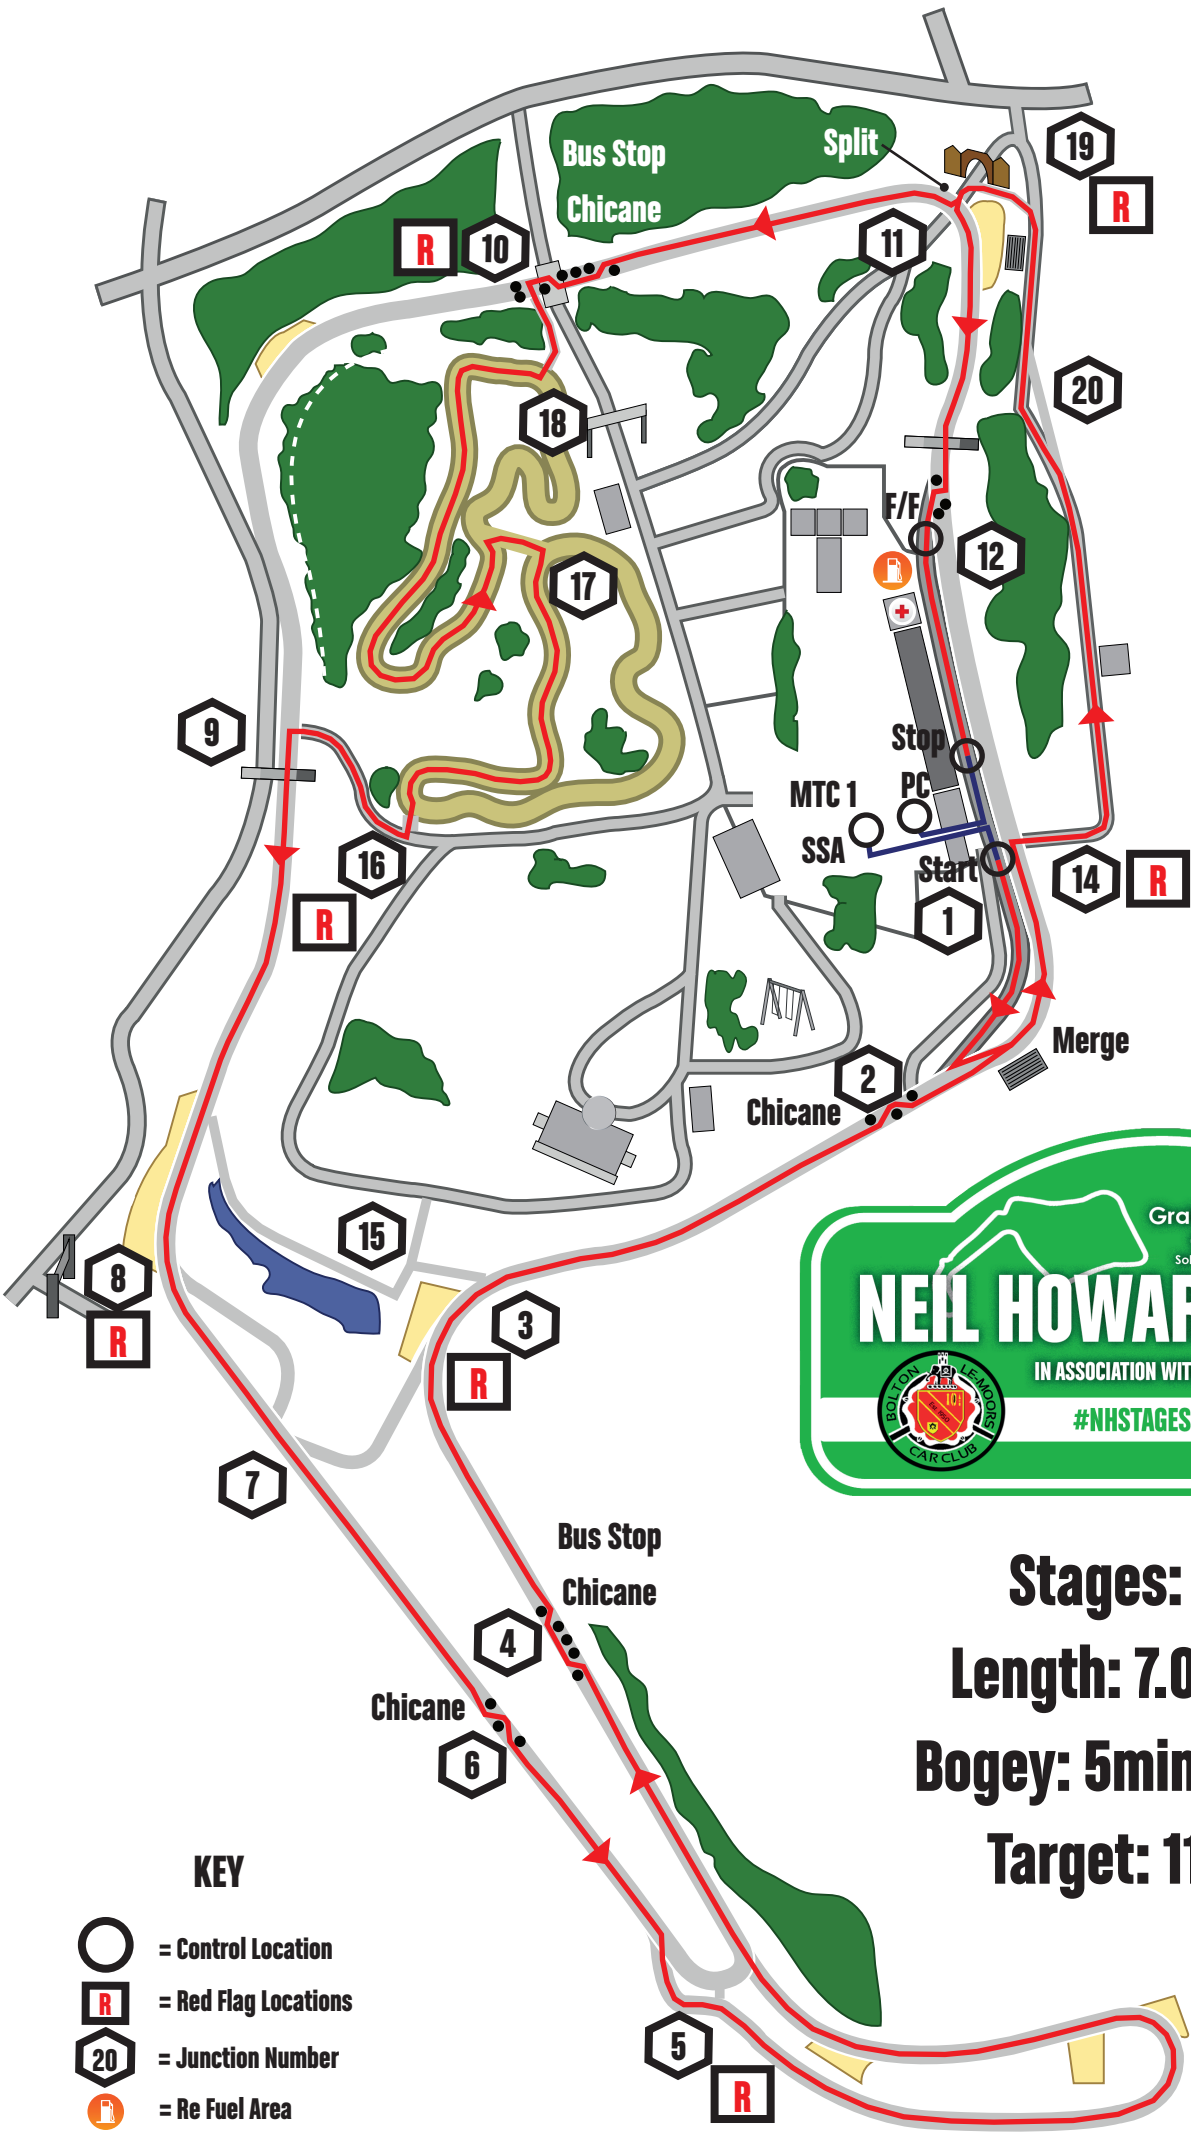 Bus Stop
Chicane
Split
19
R
R
10
11
20
18
F/F
12
17
9
Stop
PC
MTC 1
SSA
Start
16
14
R
R
1
Merge
2
Chicane
15
8
R
3
R
Gra
Sol
NEIL HOWAR
IN ASSOCIATION WIT
BOLTON LE-MOORS
CAR CLUB
#NHSTAGES
7
Bus Stop
Chicane
4
Chicane
6
Stages:
Length: 7.0
Bogey: 5min
Target: 11
5
R
KEY
= Control Location
R = Red Flag Locations
20 = Junction Number
= Re Fuel Area